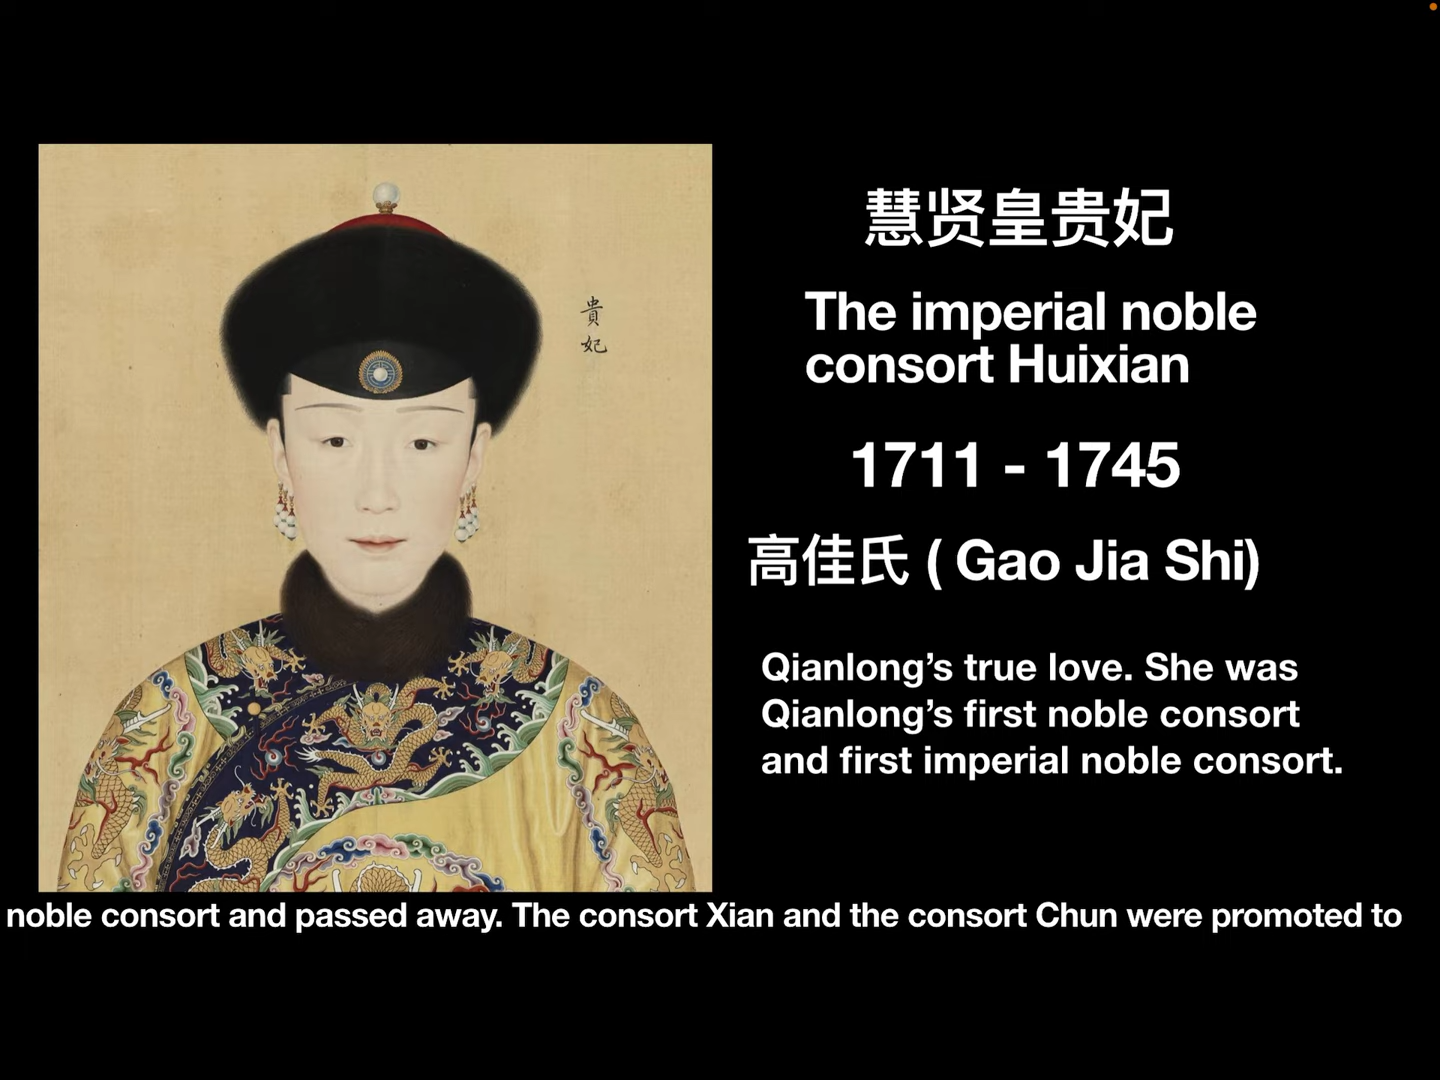 貴
妃
慧贤皇贵妃
The imperial noble
consort Huixian
1711 - 1745
高佳氏 ( Gao Jia Shi)
Qianlong’s true love. She was
Qianlong’s first noble consort
and first imperial noble consort.
noble consort and passed away. The consort Xian and the consort Chun were promoted to